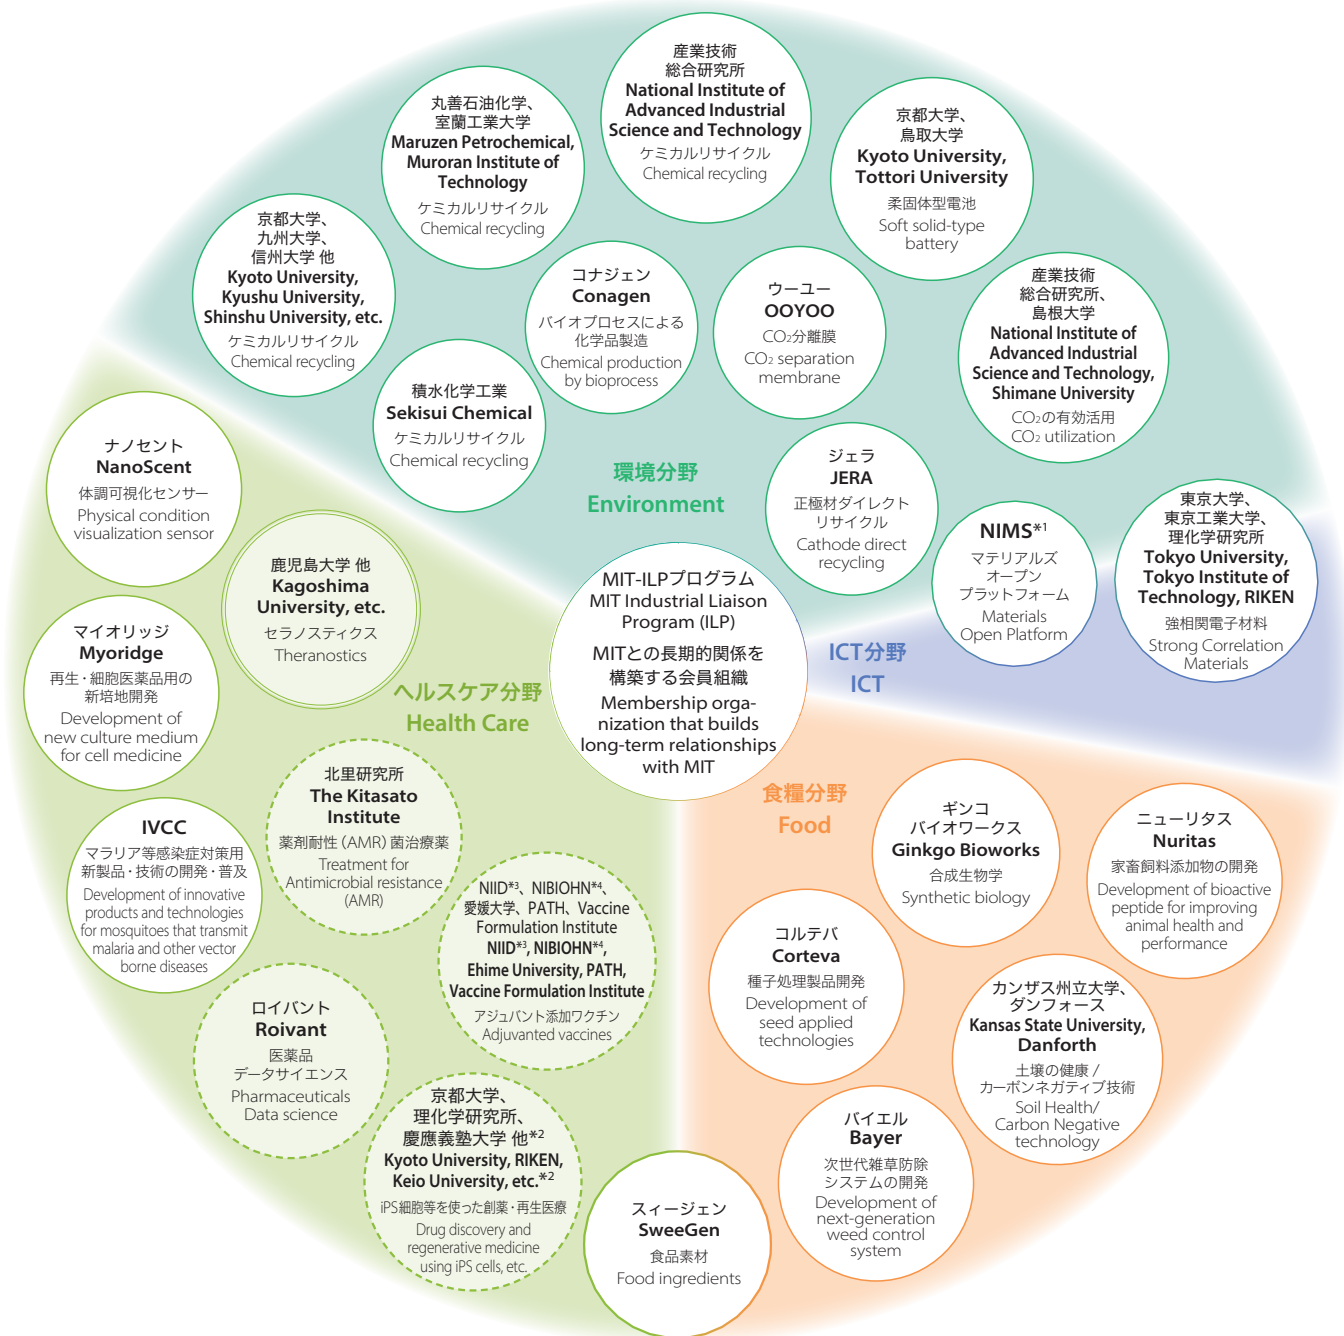 産業技術
総合研究所
National Institute of
Advanced Industrial
Science and Technology
ケミカルリサイクル
Chemical recycling
丸善石油化学、
室蘭工業大学
Maruzen Petrochemical,
Muroran Institute of
Technology
ケミカルリサイクル
Chemical recycling
京都大学、
鳥取大学
Kyoto University,
Tottori University
柔固体型電池
Soft solid-type
battery
京都大学、
九州大学、
信州大学 他
Kyoto University,
Kyushu University,
Shinshu University, etc.
ケミカルリサイクル
Chemical recycling
コナジェン
Conagen
バイオプロセスによる
化学品製造
Chemical production
by bioprocess
ウーユー
OOYOO
CO₂分離膜
CO₂ separation
membrane
産業技術
総合研究所、
島根大学
National Institute of
Advanced Industrial
Science and Technology,
Shimane University
CO₂の有効活用
CO₂ utilization
積水化学工業
Sekisui Chemical
ケミカルリサイクル
Chemical recycling
環境分野
Environment
ジェラ
JERA
正極材ダイレクト
リサイクル
Cathode direct
recycling
NIMS*1
マテリアルズ
オープン
プラットフォーム
Materials
Open Platform
東京大学、
東京工業大学、
理化学研究所
Tokyo University,
Tokyo Institute of
Technology, RIKEN
強相関電子材料
Strong Correlation
Materials
ICT分野
ICT
MIT-ILPプログラム
MIT Industrial Liaison
Program (ILP)
MITとの長期的関係を
構築する会員組織
Membership orga-
nization that builds
long-term relationships
with MIT
ナノセント
NanoScent
体調可視化センサー
Physical condition
visualization sensor
鹿児島大学 他
Kagoshima
University, etc.
セラノスティクス
Theranostics
マイオリッジ
Myoridge
再生・細胞医薬品用の
新培地開発
Development of
new culture medium
for cell medicine
ヘルスケア分野
Health Care
北里研究所
The Kitasato
Institute
薬剤耐性（AMR）菌治療薬
Treatment for
Antimicrobial resistance
(AMR)
IVCC
マラリア等感染症対策用
新製品・技術の開発・普及
Development of innovative
products and technologies
for mosquitoes that transmit
malaria and other vector
borne diseases
NIID*3、NIBIOHN*4、
愛媛大学、PATH、Vaccine
Formulation Institute
NIID*3, NIBIOHN*4,
Ehime University, PATH,
Vaccine Formulation Institute
アジュバント添加ワクチン
Adjuvanted vaccines
ロイバント
Roivant
医薬品
データサイエンス
Pharmaceuticals
Data science
京都大学、
理化学研究所、
慶應義塾大学 他*2
Kyoto University, RIKEN,
Keio University, etc.*2
iPS細胞等を使った創薬・再生医療
Drug discovery and
regenerative medicine
using iPS cells, etc.
スィージェン
SweeGen
食品素材
Food ingredients
食糧分野
Food
ギンコ
バイオワークス
Ginkgo Bioworks
合成生物学
Synthetic biology
ニューリタス
Nuritas
家畜飼料添加物の開発
Development of bioactive
peptide for improving
animal health and
performance
コルテバ
Corteva
種子処理製品開発
Development of
seed applied
technologies
カンザス州立大学、
ダンフォース
Kansas State University,
Danforth
土壌の健康 /
カーボンネガティブ技術
Soil Health/
Carbon Negative
technology
バイエル
Bayer
次世代雑草防除
システムの開発
Development of
next-generation
weed control
system